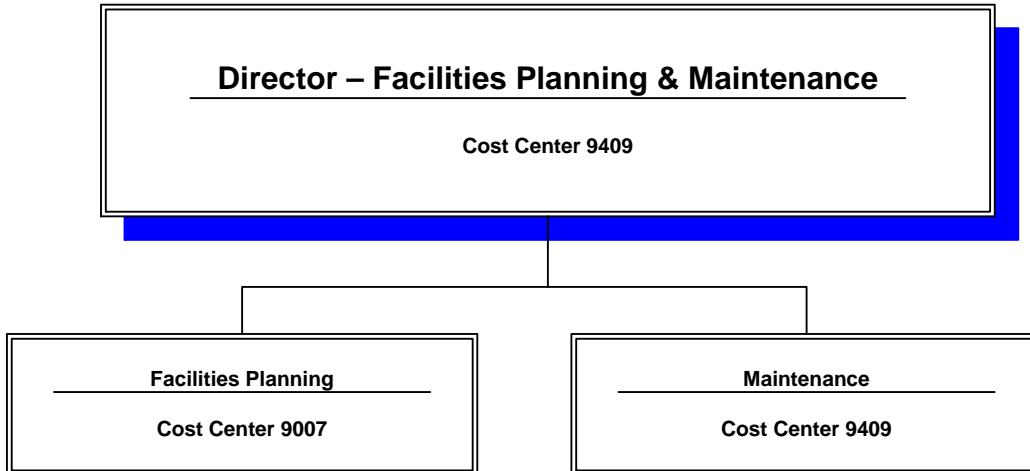 Director – Facilities Planning & Maintenance
Cost Center 9409
Facilities Planning
Cost Center 9007
Maintenance
Cost Center 9409